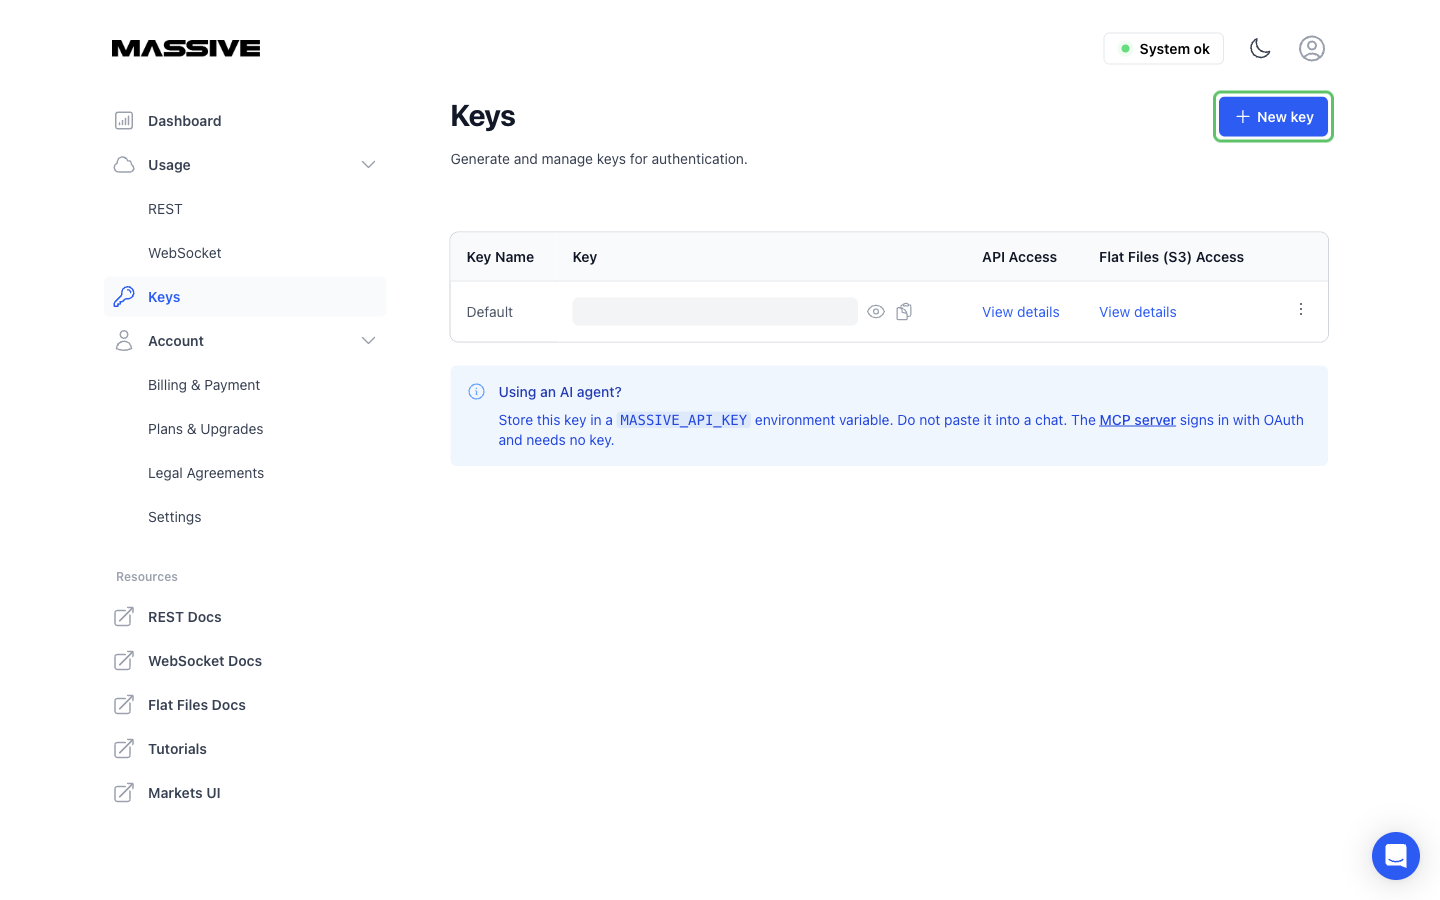 MASSIVE
System ok
Dashboard
Usage
REST
WebSocket
Keys
Account
Billing & Payment
Plans & Upgrades
Legal Agreements
Settings
Resources
REST Docs
WebSocket Docs
Flat Files Docs
Tutorials
Markets UI
Keys
New key
Generate and manage keys for authentication.
Key Name Key API Access Flat Files (S3) Access
Default View details View details
Using an AI agent?
Store this key in a MASSIVE_API_KEY environment variable. Do not paste it into a chat. The MCP server signs in with OAuth
and needs no key.